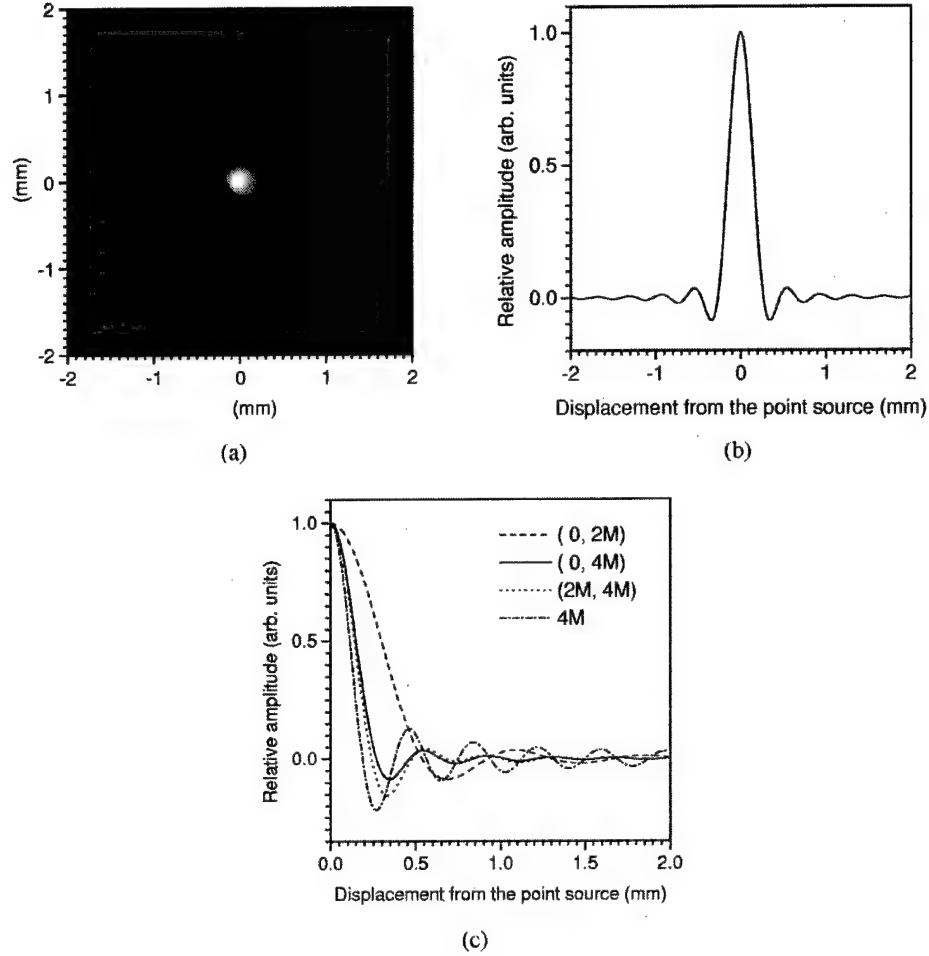 2
1
0
-1
-2
(mm)
-2
-1
0
1
2
(mm)
(a)
Relative amplitude (arb. units)
1.0
0.5
0.0
-2
-1
0
1
2
Displacement from the point source (mm)
(b)
Relative amplitude (arb. units)
1.0
0.5
0.0
( 0, 2M)
( 0, 4M)
(2M, 4M)
4M
0.0
0.5
1.0
1.5
2.0
Displacement from the point source (mm)
(c)